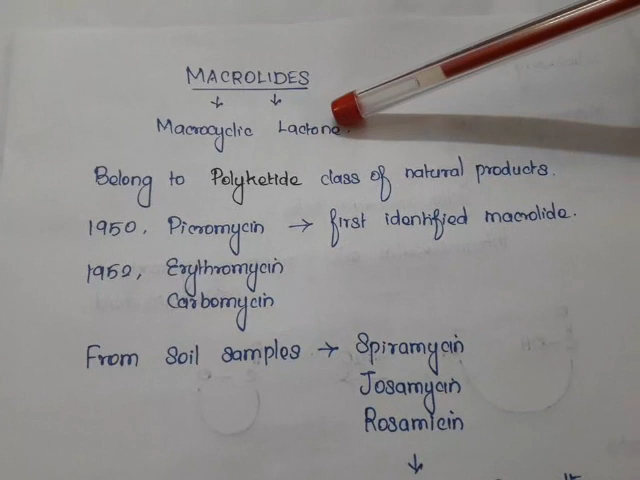 MACROLIDES
↓ ↓
Macrocyclic Lactone.
Belong to Polyketide class of natural products.
1950, Picromycin → first identified macrolide.
1952, Erythromycin
Carbomycin
From Soil samples → Spiramycin
Josamycin
Rosamicin
↓